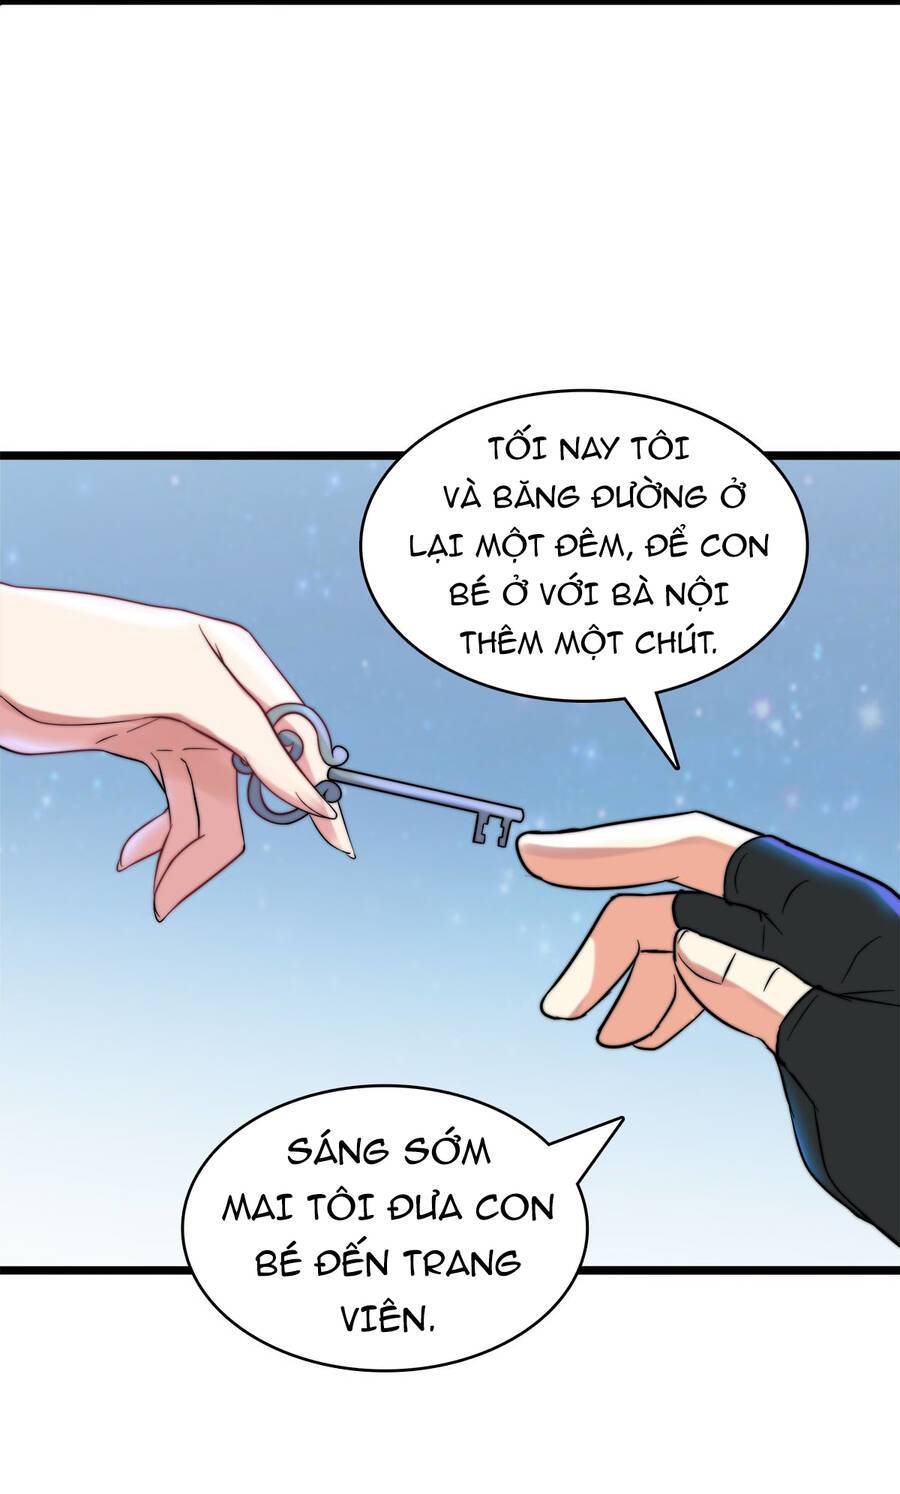 TỐI NAY TÔI
VÀ BĂNG ĐƯỜNG Ở
LẠI MỘT ĐÊM, ĐỂ CON
BÉ Ở VỚI BÀ NỘI
THÊM MỘT CHÚT.
SÁNG SỚM
MAI TÔI ĐƯA CON
BÉ ĐẾN TRANG
VIÊN.